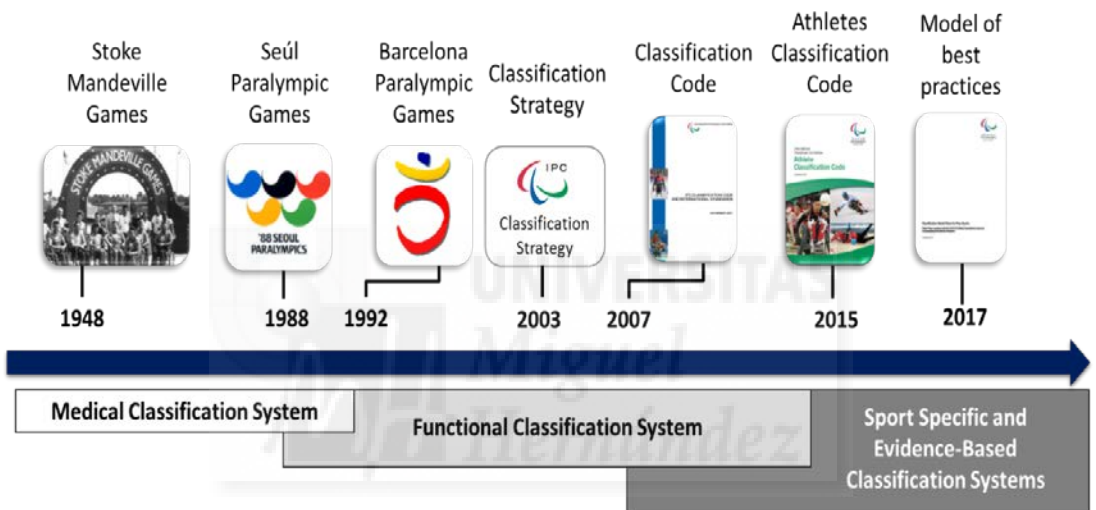 Stoke
Mandeville
Games
Seúl
Paralympic
Games
Barcelona
Paralympic
Games
Classification
Strategy
Classification
Code
Athletes
Classification
Code
Model of
best
practices
STOKE MANDEVILLE GAMES
'88 SEOUL
PARALYMPICS
IPC
Classification
Strategy
Athlete
Classification Code
1948
1988
1992
2003
2007
2015
2017
UNIVERSITAS
Miguel
Hernández
Medical Classification System
Functional Classification System
Sport Specific and
Evidence-Based
Classification Systems